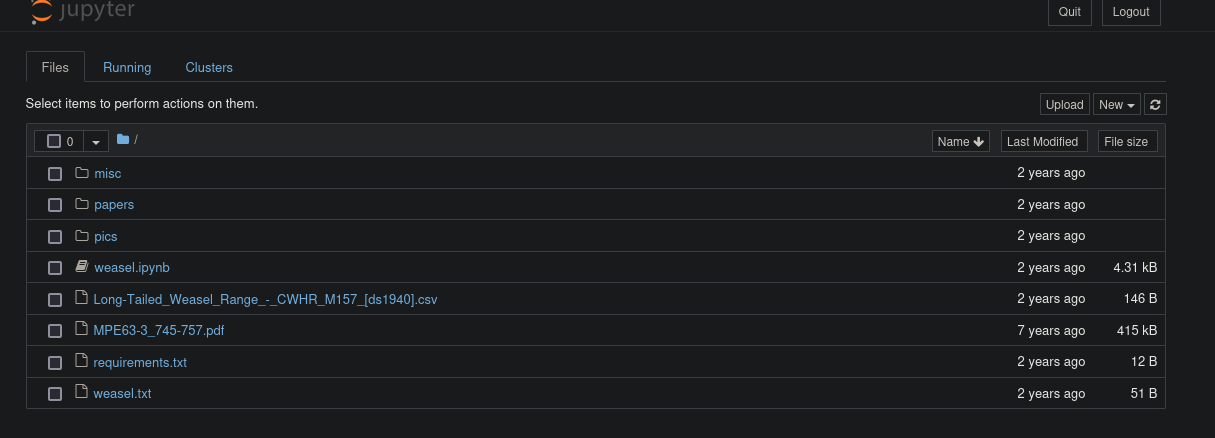 jupyter
Quit Logout
Files Running Clusters
Select items to perform actions on them.
Upload New
0 / Name Last Modified File size
misc 2 years ago
papers 2 years ago
pics 2 years ago
weasel.ipynb 2 years ago 4.31 kB
Long-Tailed_Weasel_Range_-_CWHR_M157_[ds1940].csv 2 years ago 146 B
MPE63-3_745-757.pdf 7 years ago 415 kB
requirements.txt 2 years ago 12 B
weasel.txt 2 years ago 51 B